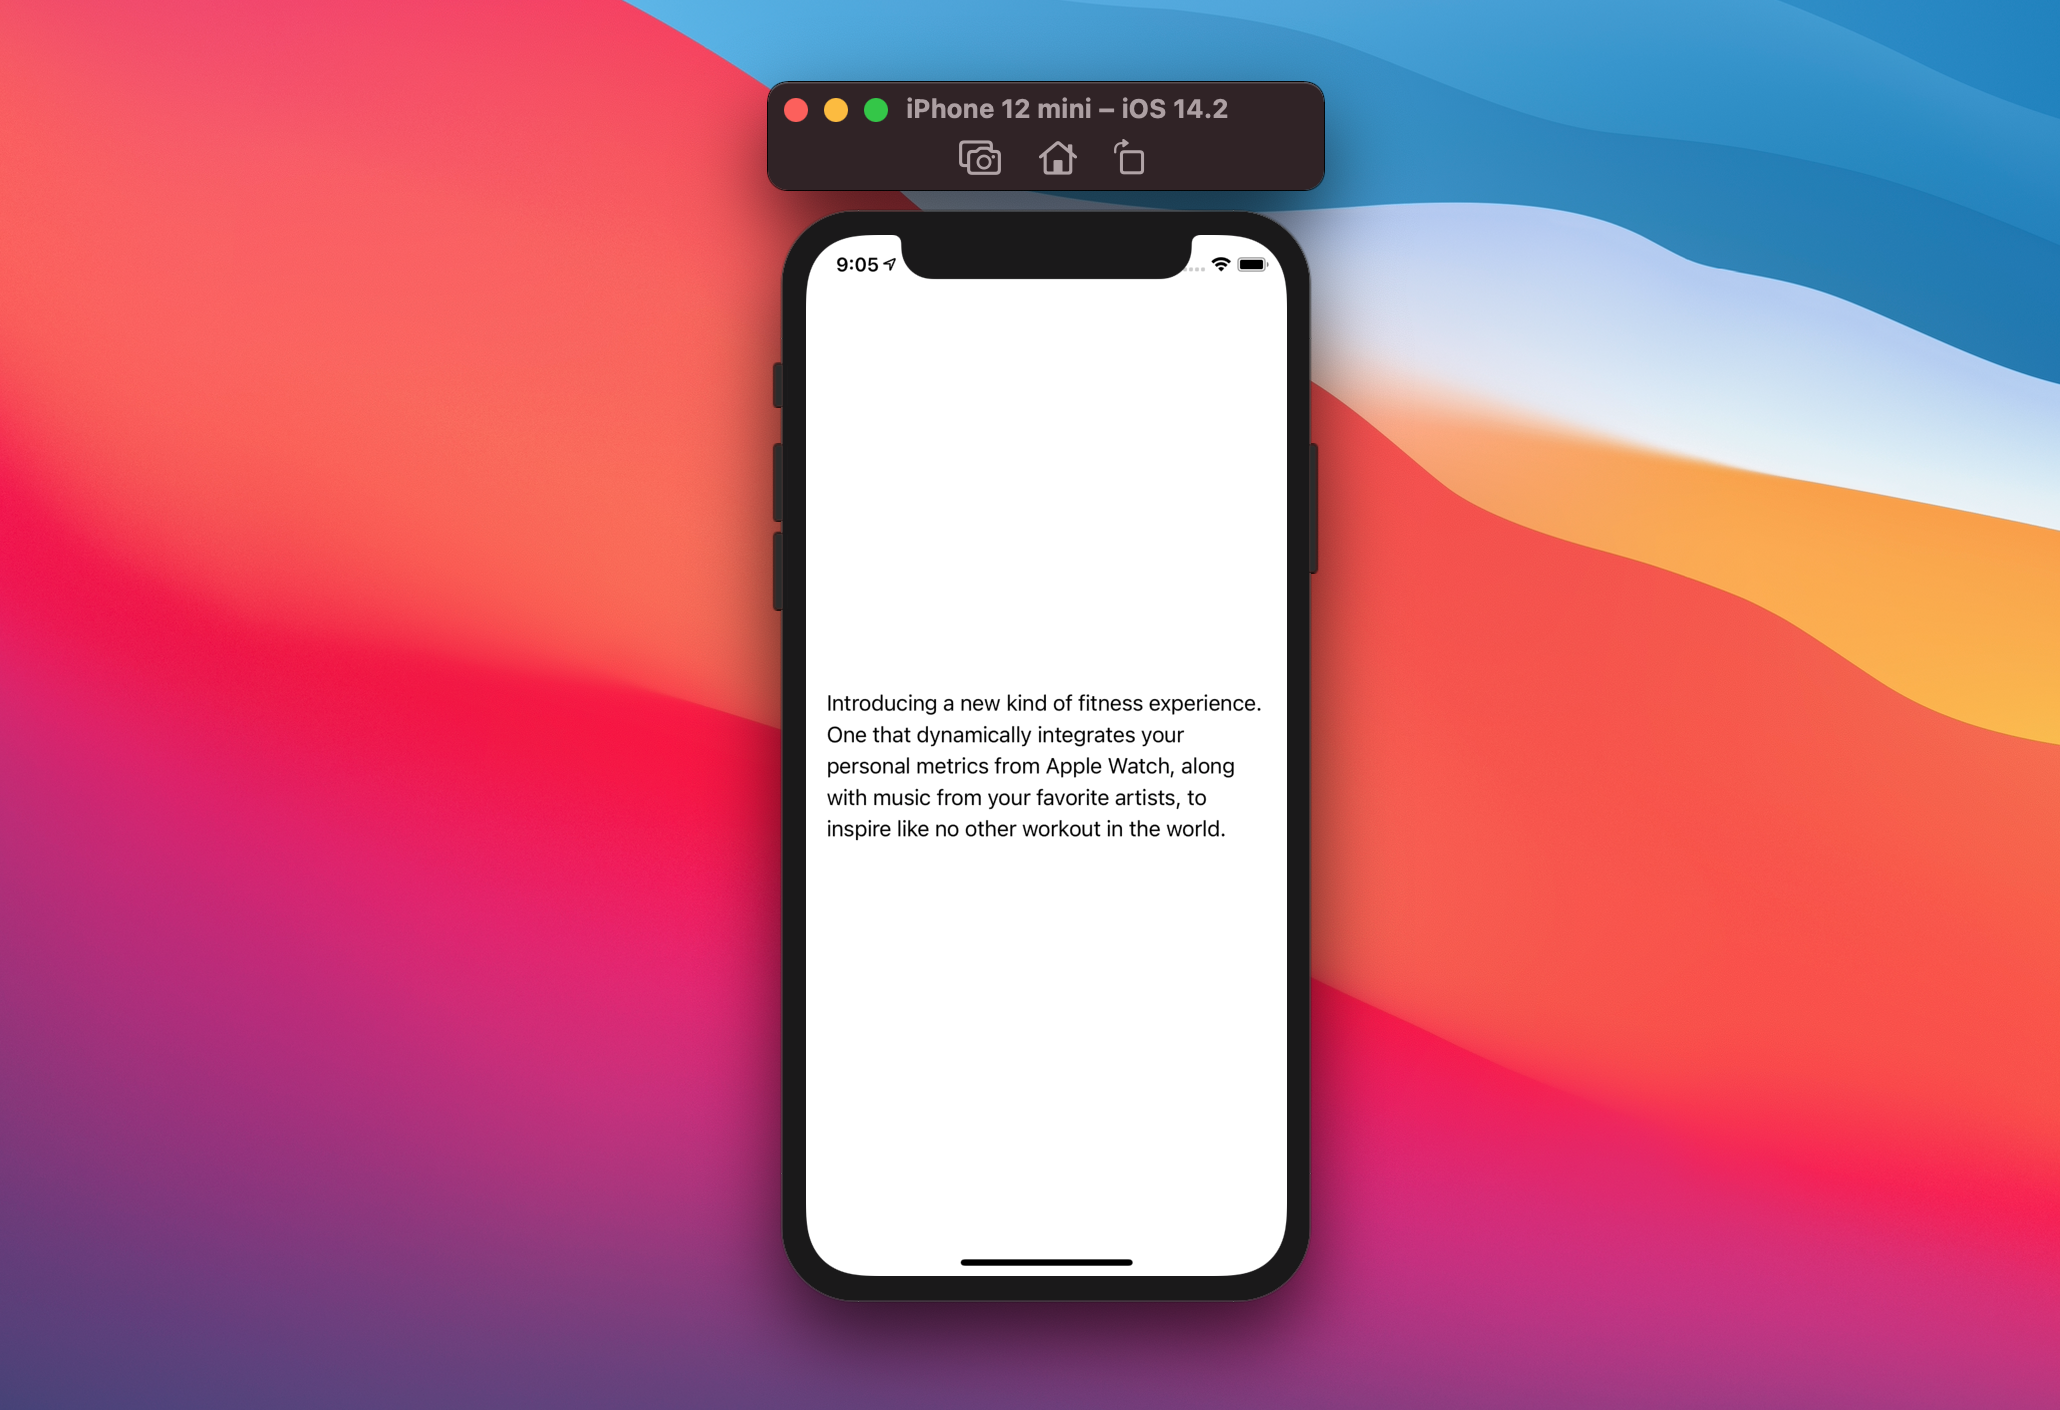 iPhone 12 mini – iOS 14.2
9:05
Introducing a new kind of fitness experience.
One that dynamically integrates your
personal metrics from Apple Watch, along
with music from your favorite artists, to
inspire like no other workout in the world.